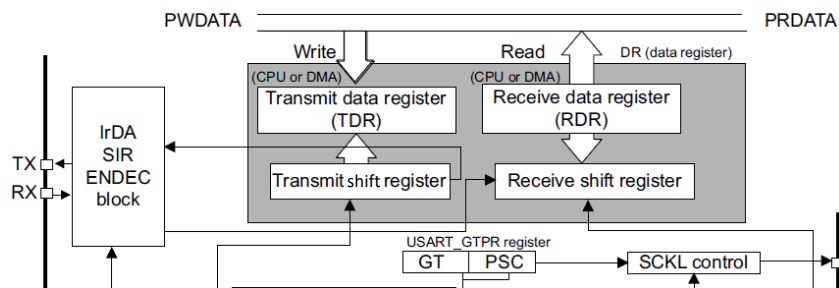 PWDATA
PRDATA
Write
Read
DR (data register)
(CPU or DMA)
(CPU or DMA)
Transmit data register
(TDR)
Receive data register
(RDR)
IrDA
SIR
ENDEC
block
TX
RX
Transmit shift register
Receive shift register
USART_GTPR register
GT
PSC
SCKL control